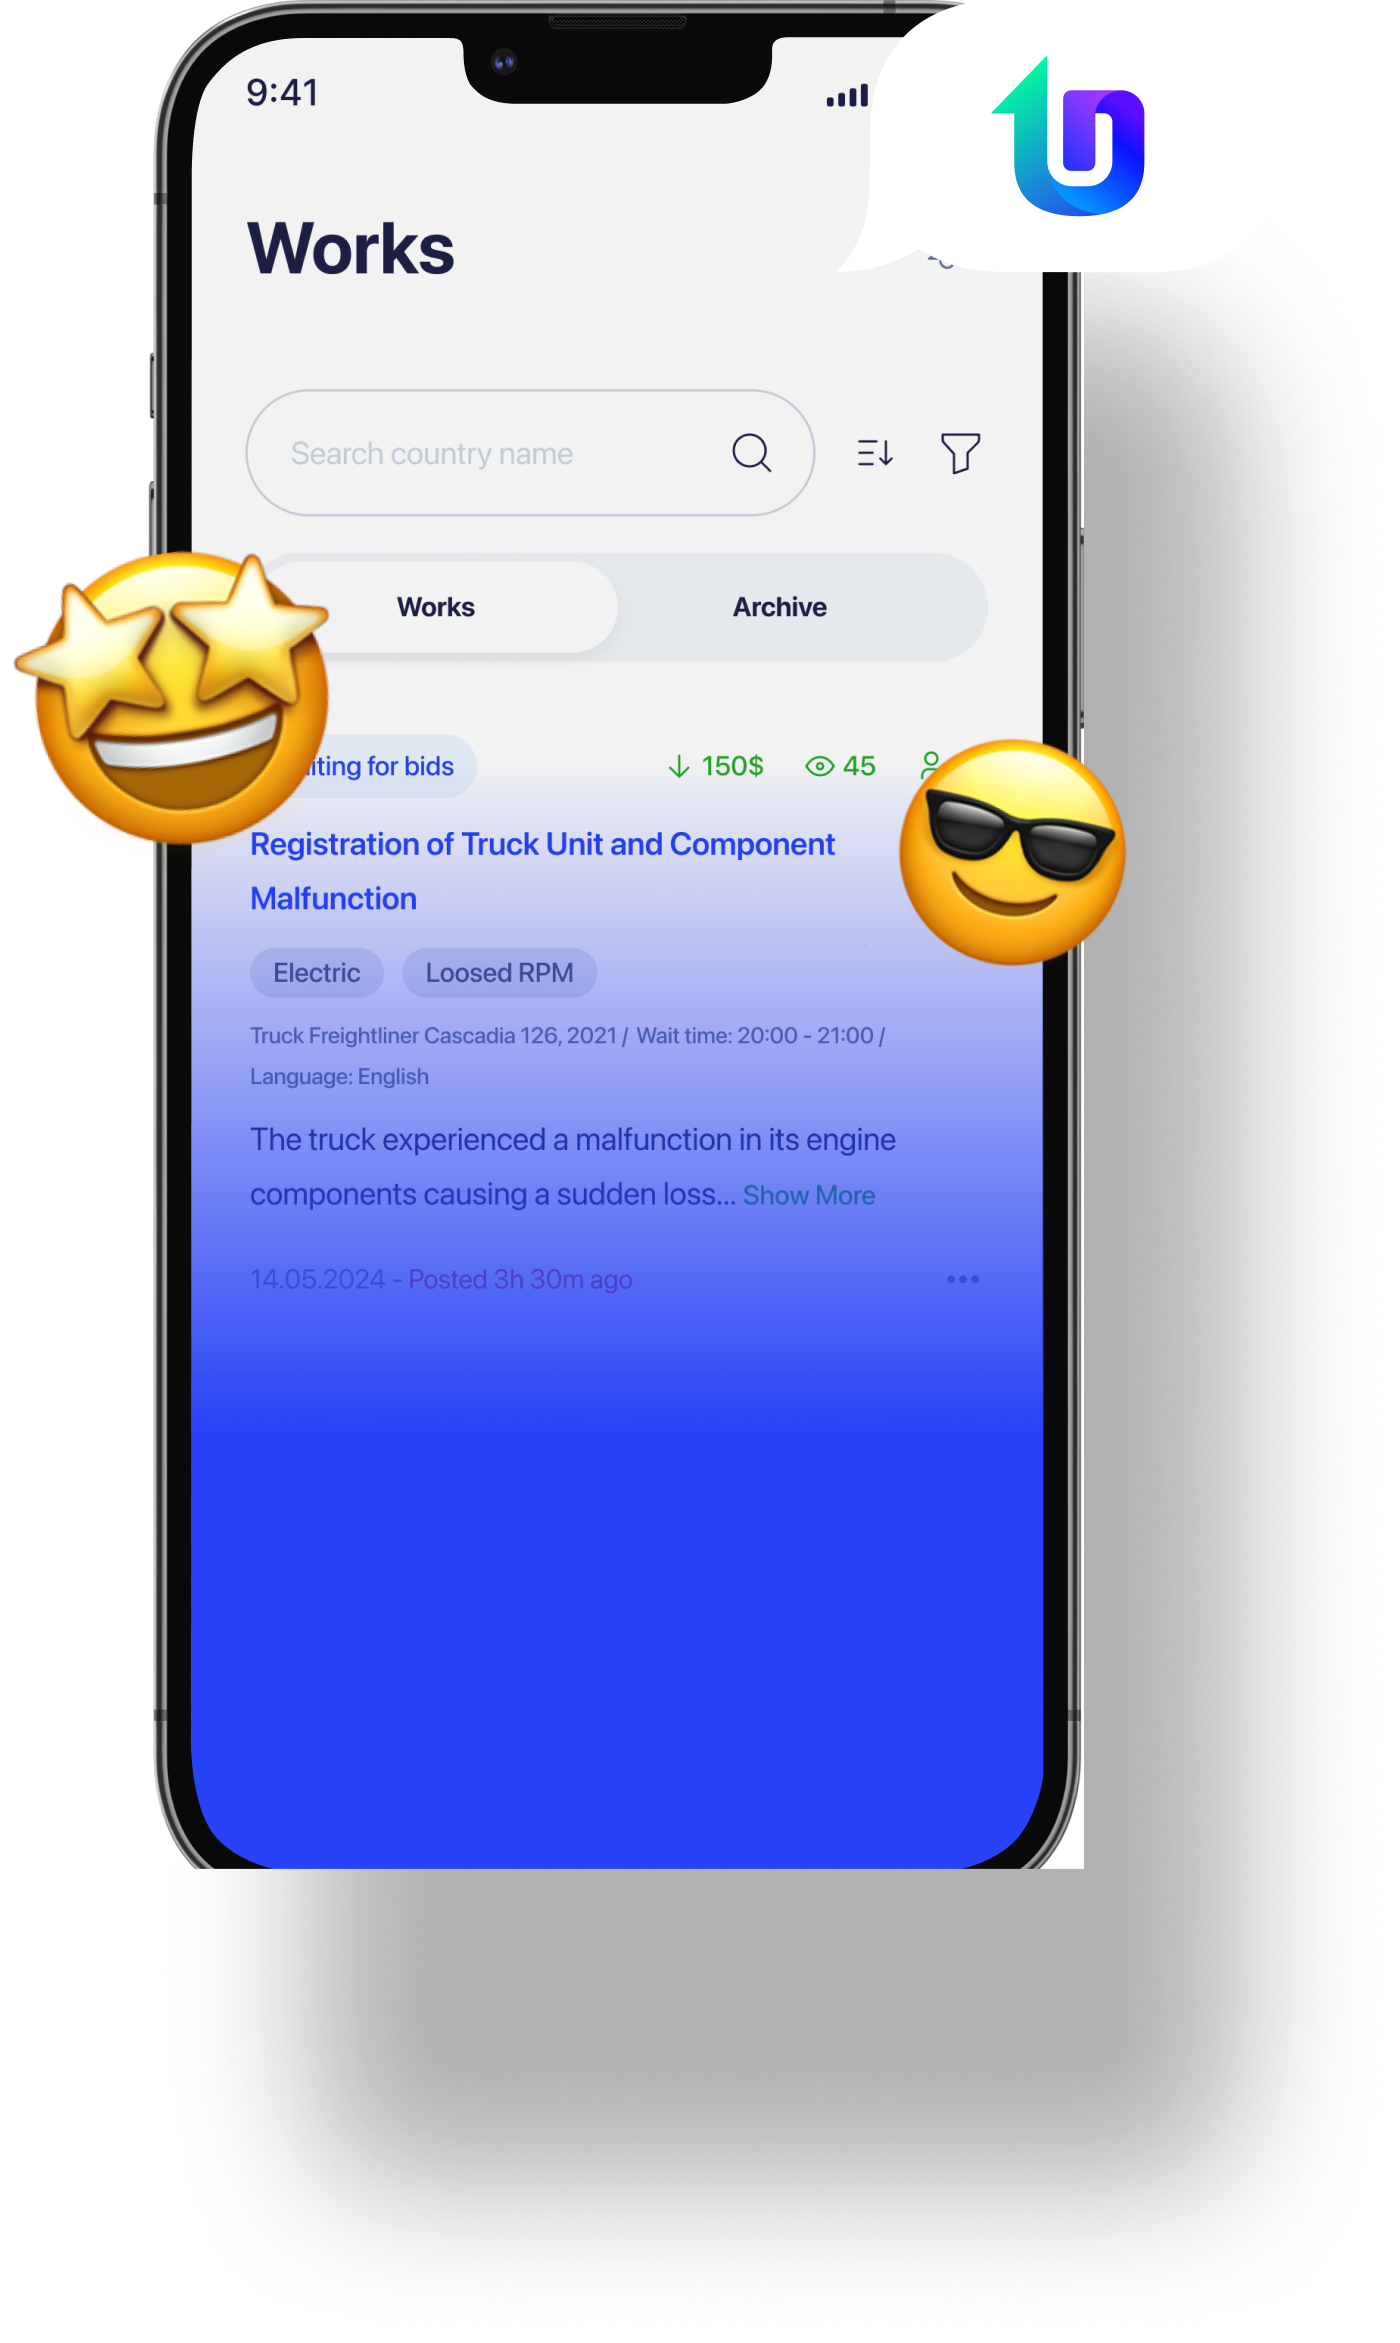 9:41
Works
Search country name
Works
Archive
iting for bids
150$
45
Registration of Truck Unit and Component
Malfunction
Electric
Loosed RPM
Truck Freightliner Cascadia 126, 2021 / Wait time: 20:00 - 21:00 /
Language: English
The truck experienced a malfunction in its engine
components causing a sudden loss... Show More
14.05.2024 - Posted 3h 30m ago